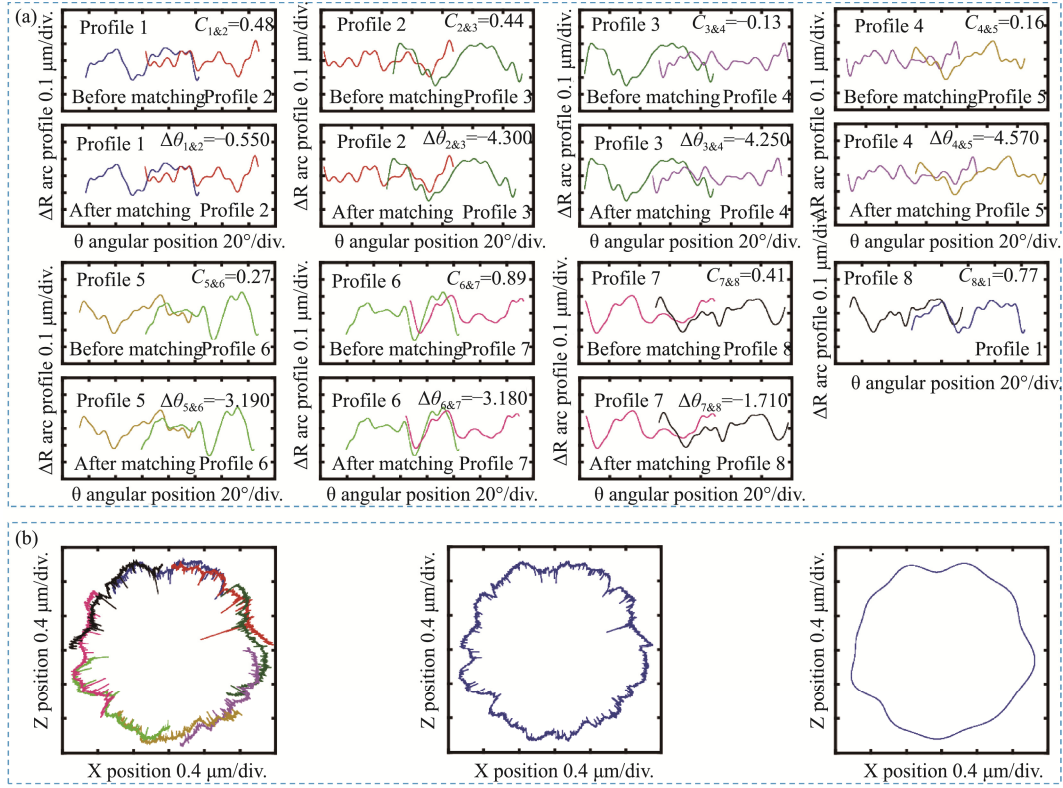 (a)
ΔR arc profile 0.1 μm/div.
Profile 1
C1&2=0.48
Before matching Profile 2
Profile 1
Δθ1&2=−0.550
After matching Profile 2
θ angular position 20°/div.
ΔR arc profile 0.1 μm/div.
Profile 2
C2&3=0.44
Before matching Profile 3
Profile 2
Δθ2&3=−4.300
After matching Profile 3
θ angular position 20°/div.
ΔR arc profile 0.1 μm/div.
Profile 3
C3&4=−0.13
Before matching Profile 4
Profile 3
Δθ3&4=−4.250
After matching Profile 4
θ angular position 20°/div.
ΔR arc profile 0.1 μm/div.
Profile 4
C4&5=0.16
Before matching Profile 5
Profile 4
Δθ4&5=−4.570
After matching Profile 5
θ angular position 20°/div.
ΔR arc profile 0.1 μm/div.
Profile 5
C5&6=0.27
Before matching Profile 6
Profile 5
Δθ5&6=−3.190
After matching Profile 6
θ angular position 20°/div.
ΔR arc profile 0.1 μm/div.
Profile 6
C6&7=0.89
Before matching Profile 7
Profile 6
Δθ6&7=−3.180
After matching Profile 7
θ angular position 20°/div.
ΔR arc profile 0.1 μm/div.
Profile 7
C7&8=0.41
Before matching Profile 8
Profile 7
Δθ7&8=−1.710
After matching Profile 8
θ angular position 20°/div.
ΔR arc profile 0.1 μm/div.
Profile 8
C8&1=0.77
Profile 1
θ angular position 20°/div.
(b)
Z position 0.4 μm/div.
X position 0.4 μm/div.
Z position 0.4 μm/div.
X position 0.4 μm/div.
Z position 0.4 μm/div.
X position 0.4 μm/div.